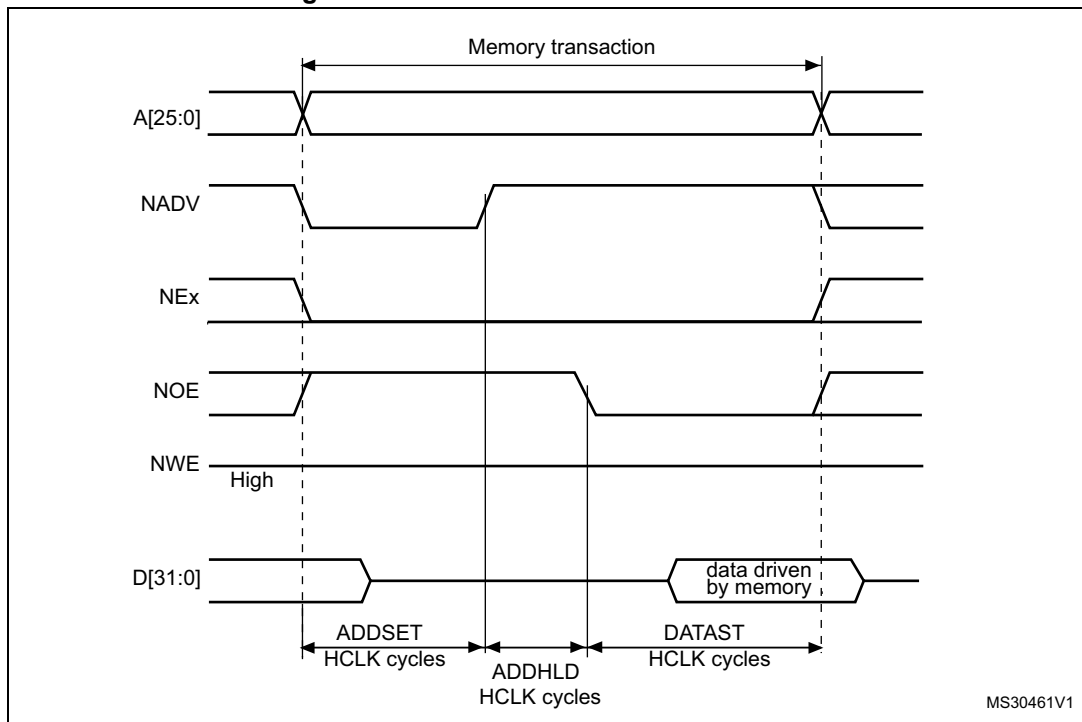 Memory transaction
A[25:0]
NADV
NEx
NOE
NWE
High
D[31:0]
data driven
by memory
ADDSET
HCLK cycles
ADDHLD
HCLK cycles
DATAST
HCLK cycles
MS30461V1